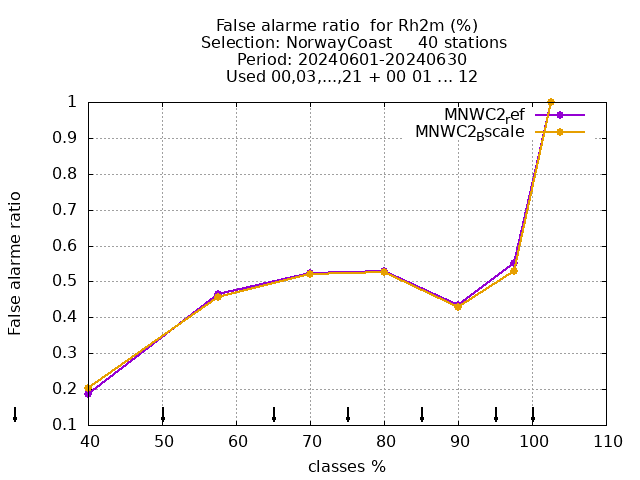 False alarme ratio  for Rh2m (%)
Selection: NorwayCoast     40 stations
Period: 20240601-20240630
Used 00,03,...,21 + 00 01 ... 12
MNWC2ref
MNWC2Bscale
False alarme ratio
1
0.9
0.8
0.7
0.6
0.5
0.4
0.3
0.2
0.1
40 50 60 70 80 90 100 110
classes %